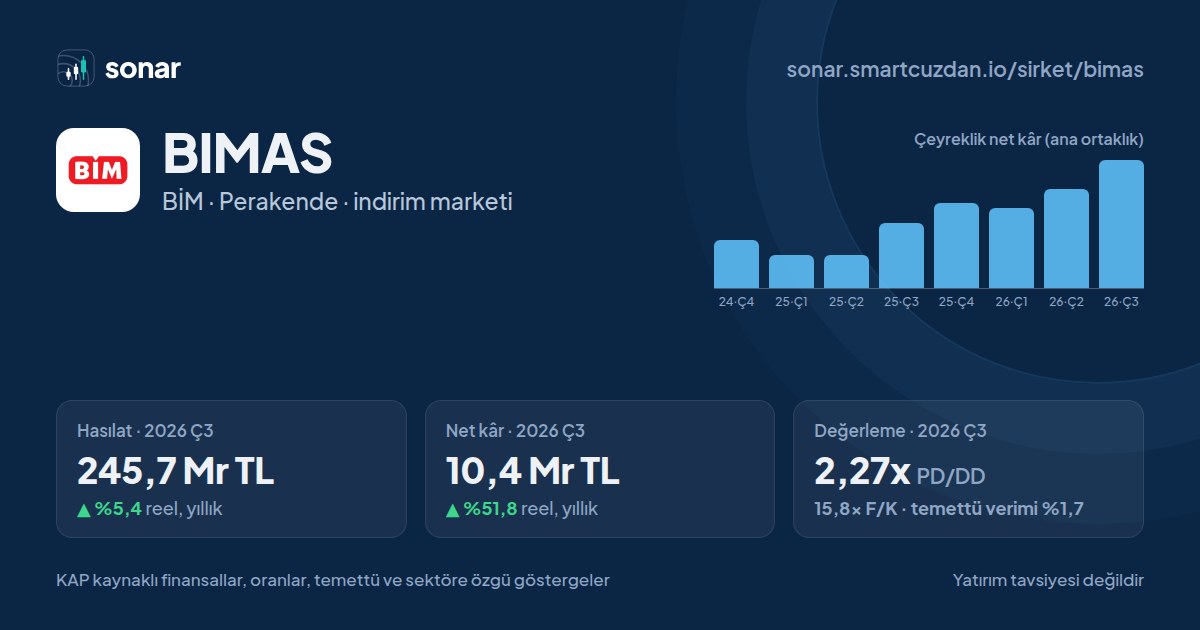 sonar
sonar.smartcuzdan.io/sirket/bimas
BİM
BIMAS
BİM · Perakende · indirim marketi
Çeyreklik net kâr (ana ortaklık)
24·Ç4 25·Ç1 25·Ç2 25·Ç3 25·Ç4 26·Ç1 26·Ç2 26·Ç3
Hasılat · 2026 Ç3
245,7 Mr TL
▲ %5,4 reel, yıllık
Net kâr · 2026 Ç3
10,4 Mr TL
▲ %51,8 reel, yıllık
Değerleme · 2026 Ç3
2,27x PD/DD
15,8× F/K · temettü verimi %1,7
KAP kaynaklı finansallar, oranlar, temettü ve sektöre özgü göstergeler
Yatırım tavsiyesi değildir